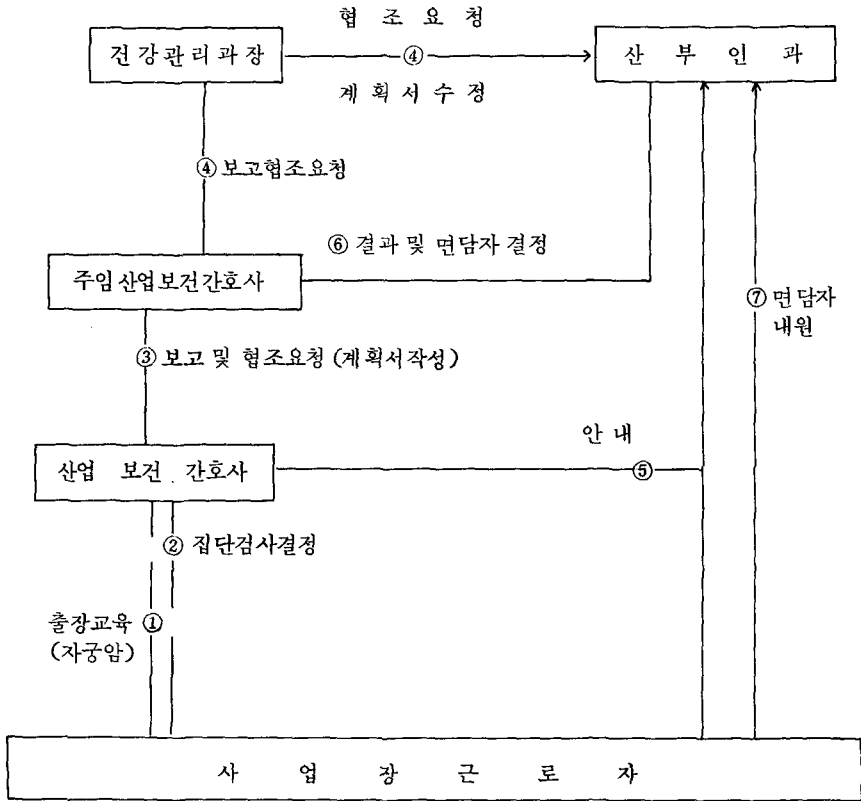 협 조 요 청
건강관리과장
④
산 부 인 과
계 획 서 수 정
④ 보고협조요청
⑥ 결과 및 면담자 결정
주임산업보건간호사
⑦ 면담자
내원
③ 보고 및 협조요청 (계획서작성)
안 내
산업 보건 간호사
⑤
② 집단검사결정
출장교육 ①
(자궁암)
사 업 장 근 로 자